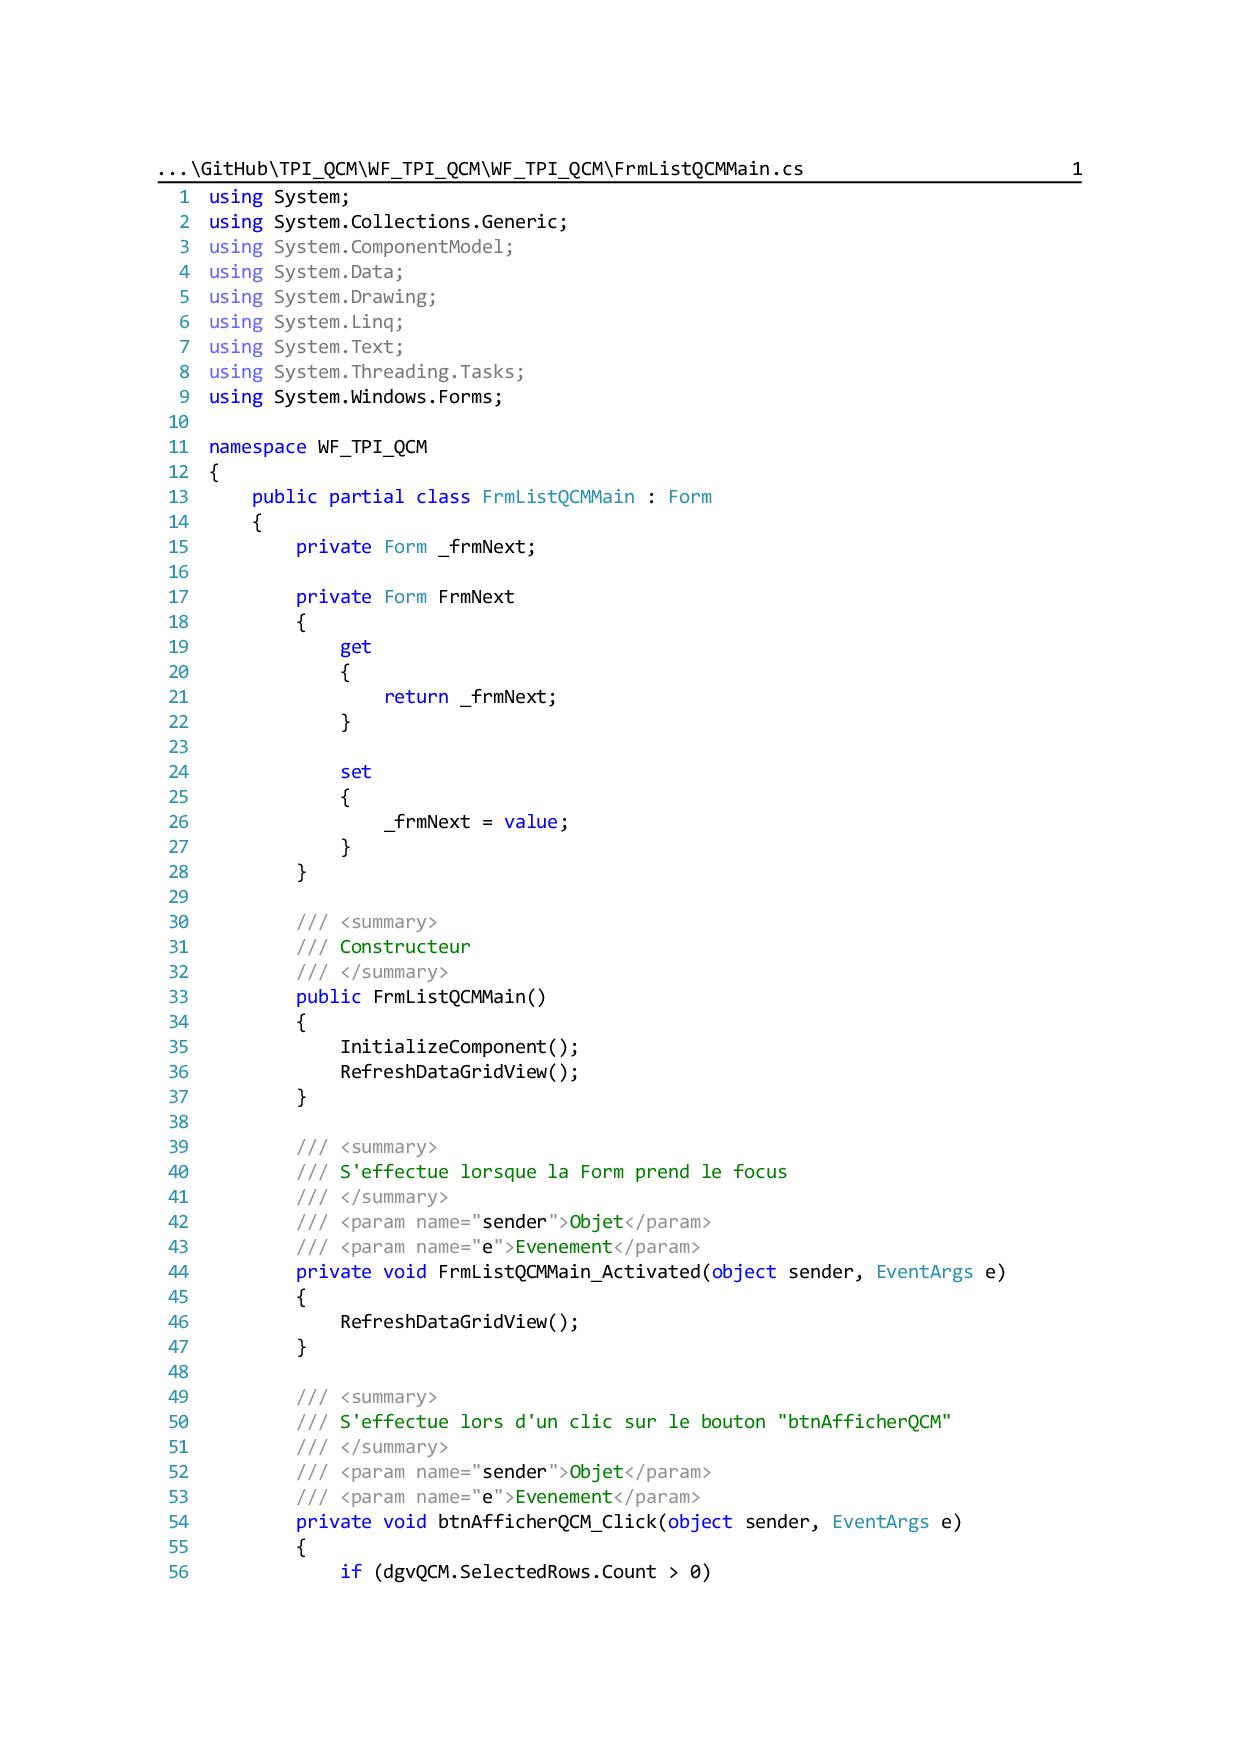 ...\GitHub\TPI_QCM\WF_TPI_QCM\WF_TPI_QCM\FrmListQCMMain.cs 1
1 using System;
2 using System.Collections.Generic;
3 using System.ComponentModel;
4 using System.Data;
5 using System.Drawing;
6 using System.Linq;
7 using System.Text;
8 using System.Threading.Tasks;
9 using System.Windows.Forms;
10
11 namespace WF_TPI_QCM
12 {
13     public partial class FrmListQCMMain : Form
14     {
15         private Form _frmNext;
16
17         private Form FrmNext
18         {
19             get
20             {
21                 return _frmNext;
22             }
23
24             set
25             {
26                 _frmNext = value;
27             }
28         }
29
30         /// <summary>
31         /// Constructeur
32         /// </summary>
33         public FrmListQCMMain()
34         {
35             InitializeComponent();
36             RefreshDataGridView();
37         }
38
39         /// <summary>
40         /// S'effectue lorsque la Form prend le focus
41         /// </summary>
42         /// <param name="sender">Objet</param>
43         /// <param name="e">Evenement</param>
44         private void FrmListQCMMain_Activated(object sender, EventArgs e)
45         {
46             RefreshDataGridView();
47         }
48
49         /// <summary>
50         /// S'effectue lors d'un clic sur le bouton "btnAfficherQCM"
51         /// </summary>
52         /// <param name="sender">Objet</param>
53         /// <param name="e">Evenement</param>
54         private void btnAfficherQCM_Click(object sender, EventArgs e)
55         {
56             if (dgvQCM.SelectedRows.Count > 0)